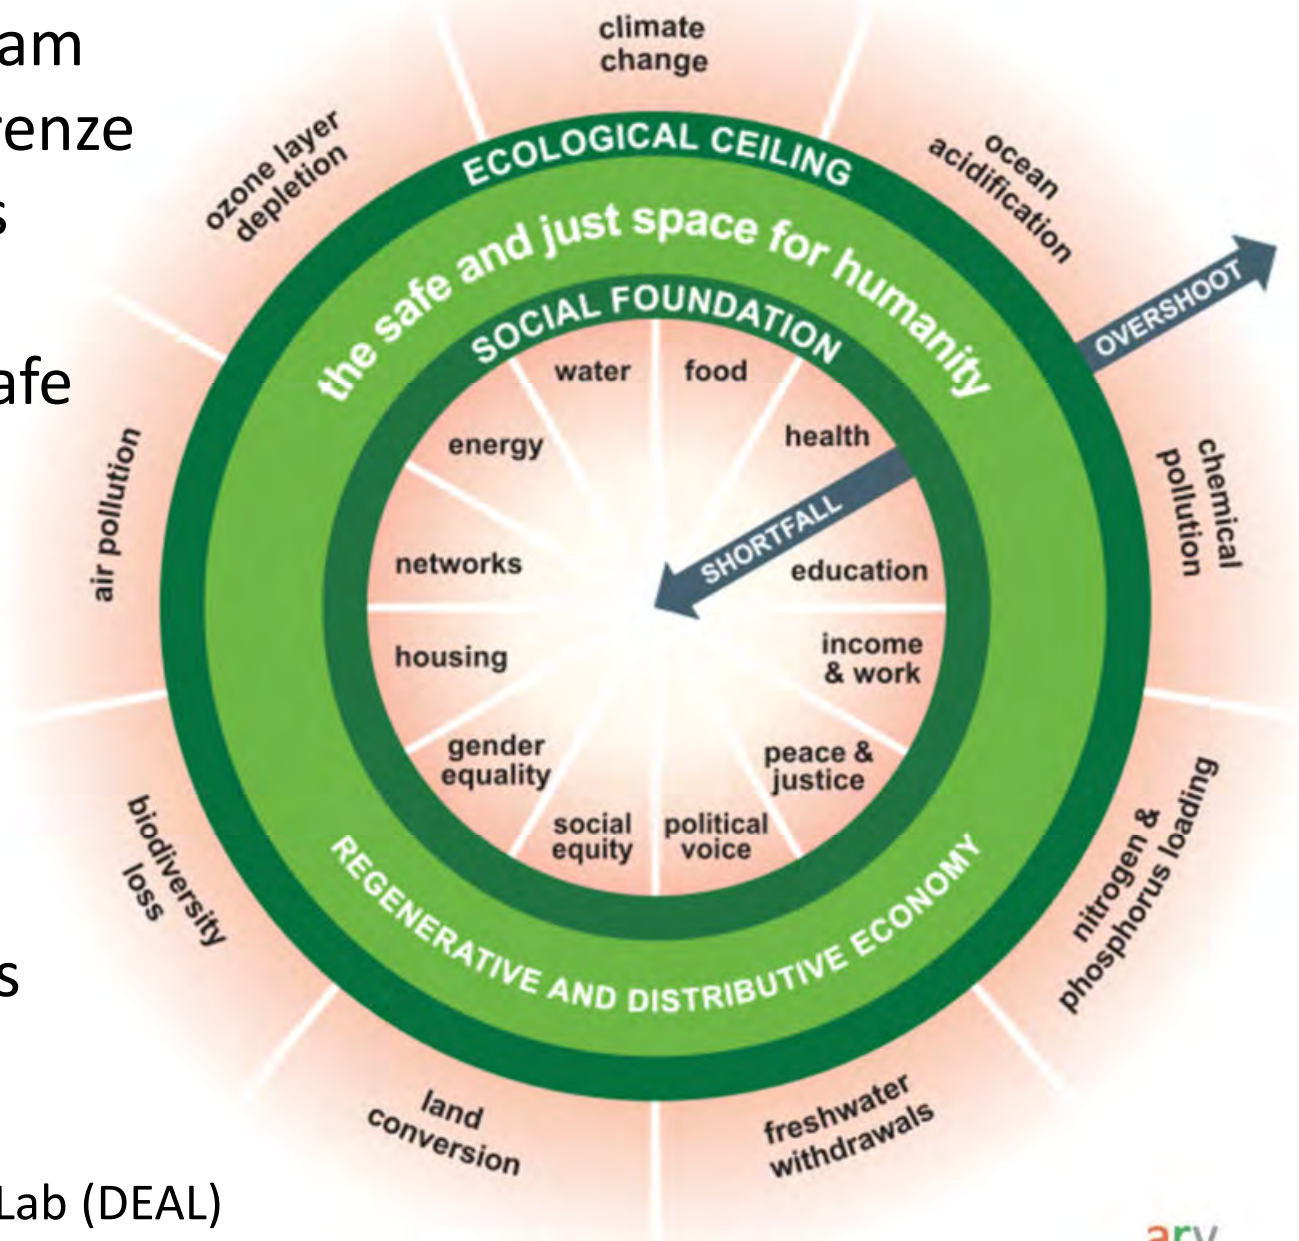 am
renze
s
afe
s
Lab (DEAL)
climate
change
ocean
acidification
chemical
pollution
nitrogen &
phosphorus loading
freshwater
withdrawals
land
conversion
biodiversity
loss
air pollution
ozone layer
depletion
ECOLOGICAL CEILING
the safe and just space for humanity
SOCIAL FOUNDATION
OVERSHOOT
SHORTFALL
water
food
health
education
income
& work
peace &
justice
political
voice
social
equity
gender
equality
housing
networks
energy
REGENERATIVE AND DISTRIBUTIVE ECONOMY